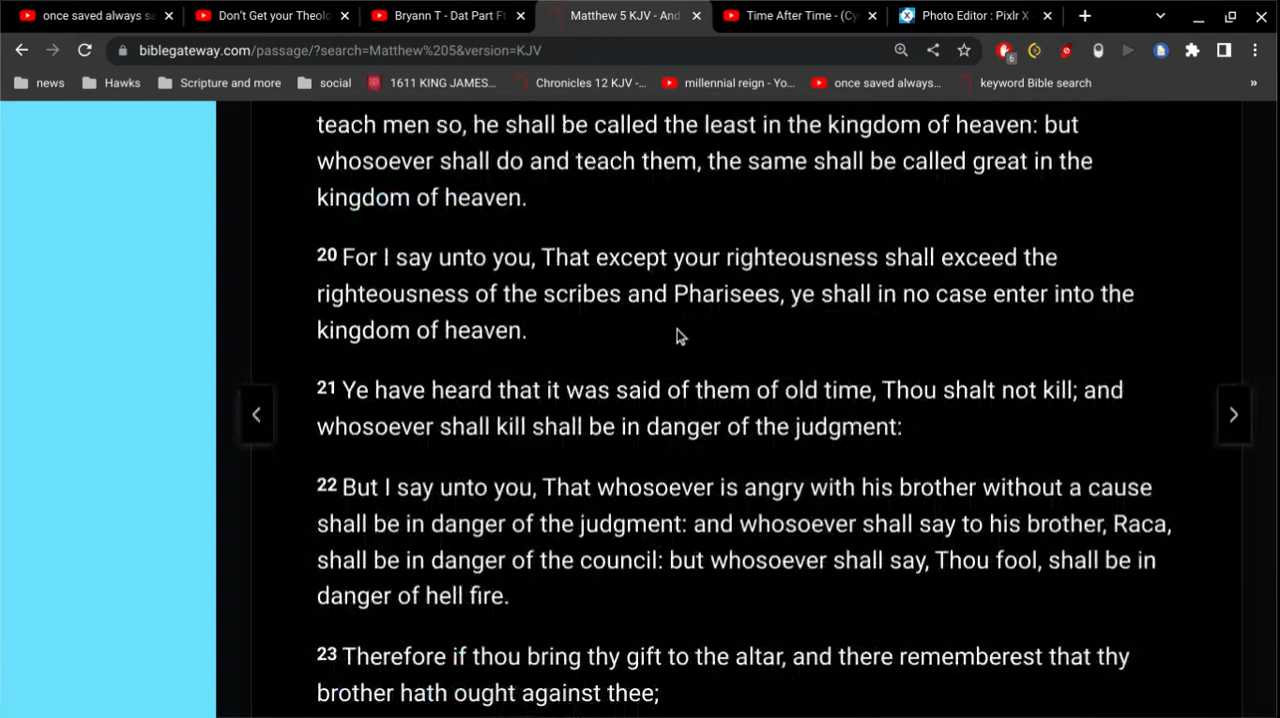 once saved always sa
Don't Get your Theolo
Bryann T - Dat Part Ft
Matthew 5 KJV - And
Time After Time - (Cy
Photo Editor : Pixlr X
biblegateway.com/passage/?search=Matthew%205&version=KJV
6
news
Hawks
Scripture and more
social
1611 KING JAMES...
Chronicles 12 KJV -...
millennial reign - Yo...
once saved always...
keyword Bible search
»
teach men so, he shall be called the least in the kingdom of heaven: but
whosoever shall do and teach them, the same shall be called great in the
kingdom of heaven.
20 For I say unto you, That except your righteousness shall exceed the
righteousness of the scribes and Pharisees, ye shall in no case enter into the
kingdom of heaven.
21 Ye have heard that it was said of them of old time, Thou shalt not kill; and
whosoever shall kill shall be in danger of the judgment:
22 But I say unto you, That whosoever is angry with his brother without a cause
shall be in danger of the judgment: and whosoever shall say to his brother, Raca,
shall be in danger of the council: but whosoever shall say, Thou fool, shall be in
danger of hell fire.
23 Therefore if thou bring thy gift to the altar, and there rememberest that thy
brother hath ought against thee;